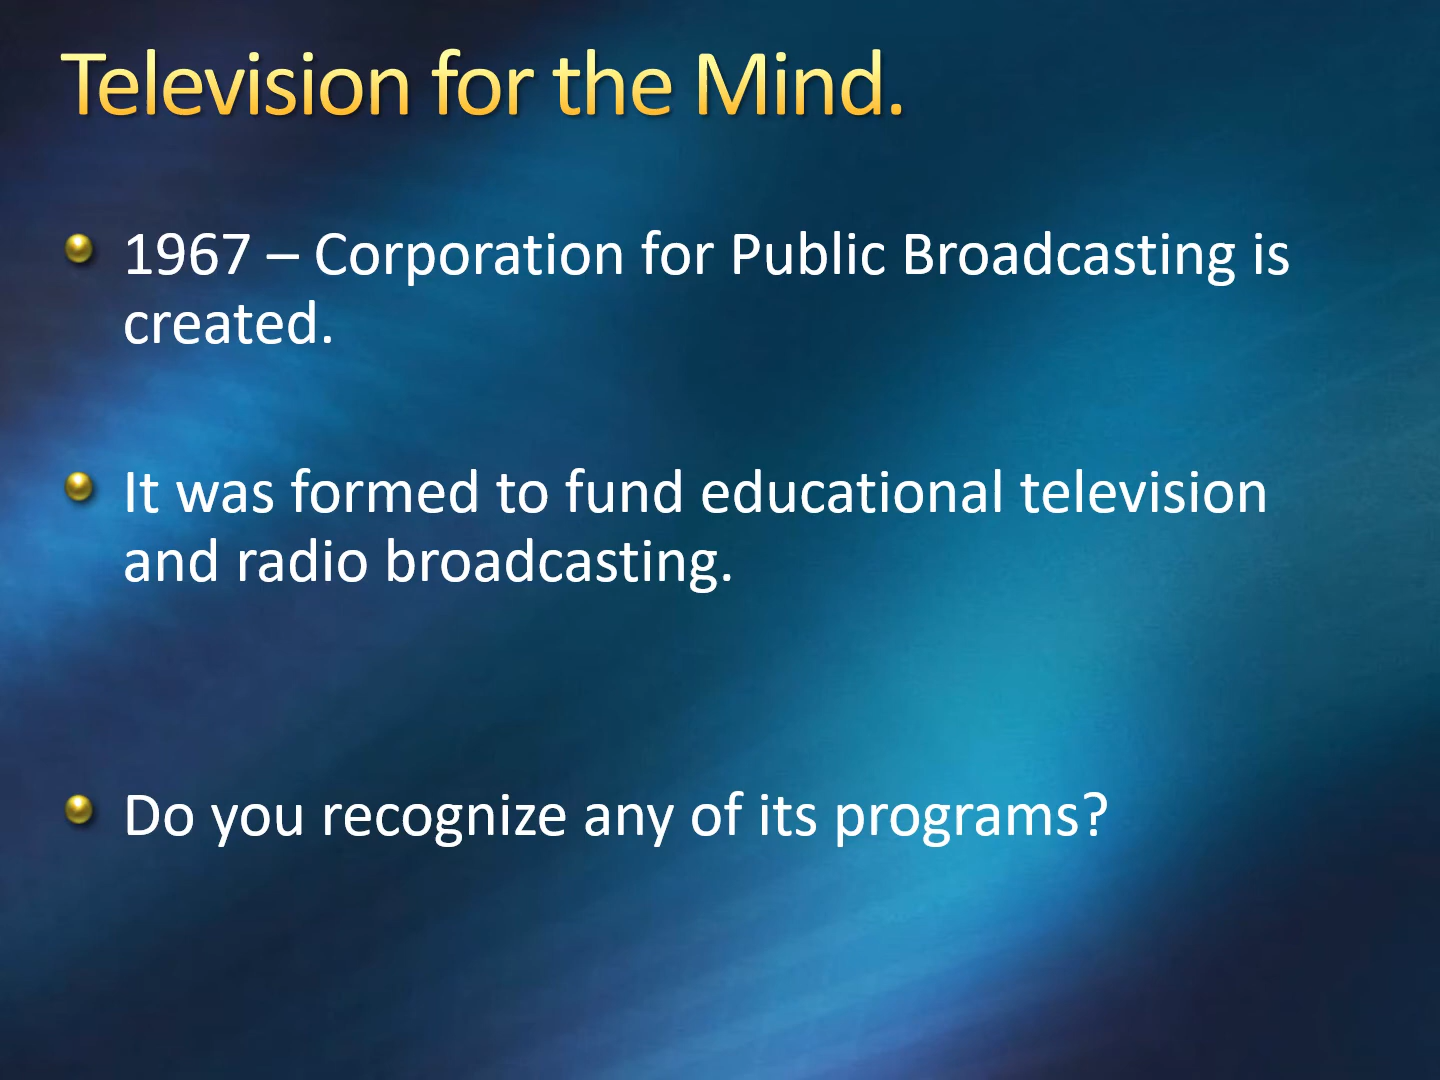 Television for the Mind.
1967 – Corporation for Public Broadcasting is
created.
It was formed to fund educational television
and radio broadcasting.
Do you recognize any of its programs?